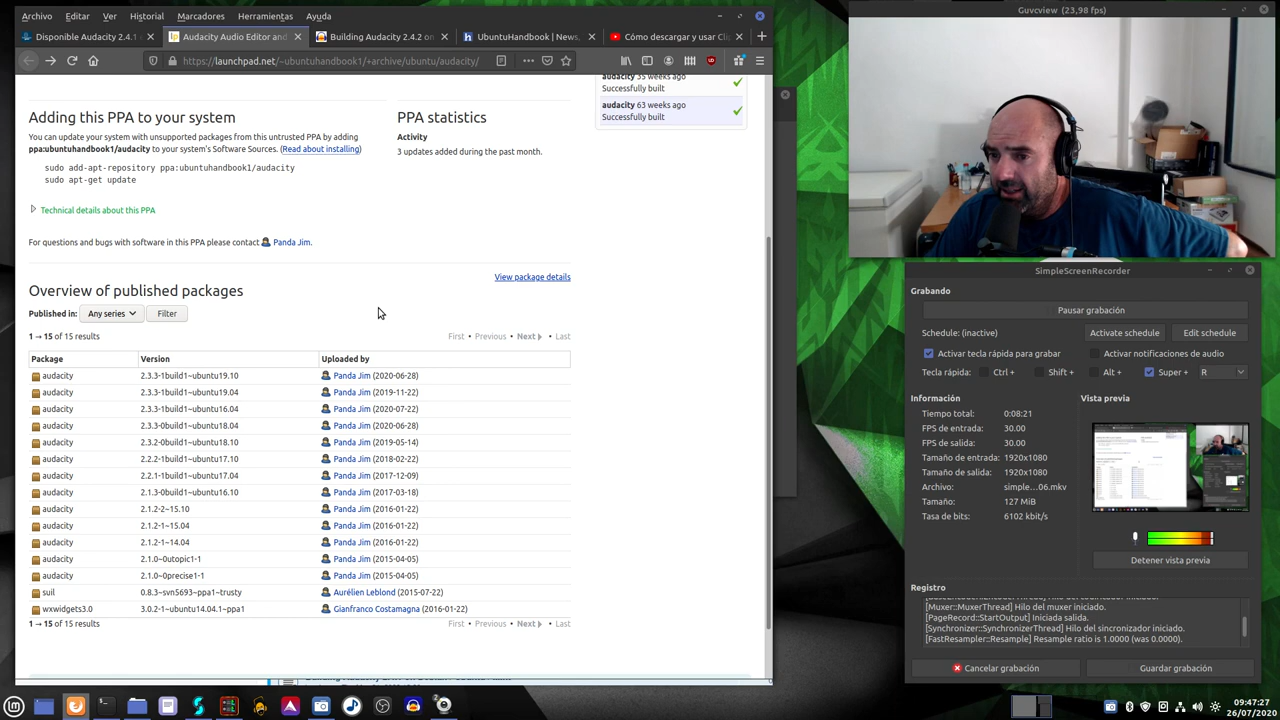 Archivo Editar Ver Historial Marcadores Herramientas Ayuda
Disponible Audacity 2.4.1
Audacity Audio Editor and
Building Audacity 2.4.2 on
UbuntuHandbook | News,
Cómo descargar y usar Cli
https://launchpad.net/~ubuntuhandbook1/+archive/ubuntu/audacity/
audacity 35 weeks ago
Successfully built
audacity 63 weeks ago
Successfully built
Adding this PPA to your system
You can update your system with unsupported packages from this untrusted PPA by adding
ppa:ubuntuhandbook1/audacity to your system's Software Sources. (Read about installing)
sudo add-apt-repository ppa:ubuntuhandbook1/audacity
sudo apt-get update
Technical details about this PPA
For questions and bugs with software in this PPA please contact Panda Jim.
PPA statistics
Activity
3 updates added during the past month.
View package details
Overview of published packages
Published in: Any series Filter
1 → 15 of 15 results First · Previous · Next · Last
Package Version Uploaded by
audacity 2.3.3-1build1~ubuntu19.10 Panda Jim (2020-06-28)
audacity 2.3.3-1build1~ubuntu19.04 Panda Jim (2019-11-22)
audacity 2.3.3-1build1~ubuntu16.04 Panda Jim (2020-07-22)
audacity 2.3.3-0build1~ubuntu18.04 Panda Jim (2020-06-28)
audacity 2.3.2-0build1~ubuntu18.10 Panda Jim (2019-05-14)
audacity 2.2.2-1build1~ubuntu17.10 Panda Jim (2018-02-22)
audacity 2.2.1-1build1~ubuntu17.04 Panda Jim (2017-12-09)
audacity 2.1.3-0build1~ubuntu16.10 Panda Jim (2017-03-18)
audacity 2.1.2-2~15.10 Panda Jim (2016-01-22)
audacity 2.1.2-1~15.04 Panda Jim (2016-01-22)
audacity 2.1.2-1~14.04 Panda Jim (2016-01-22)
audacity 2.1.0~0utopic1-1 Panda Jim (2015-04-05)
audacity 2.1.0~0precise1-1 Panda Jim (2015-04-05)
suil 0.8.3~svn5693~ppa1~trusty Aurélien Leblond (2015-07-22)
wxwidgets3.0 3.0.2-1~ubuntu14.04.1~ppa1 Gianfranco Costamagna (2016-01-22)
1 → 15 of 15 results First · Previous · Next · Last
Guvcview (23,98 fps)
SimpleScreenRecorder
Grabando
Pausar grabación
Schedule: (inactive) Activate schedule Edit schedule
Activar tecla rápida para grabar Activar notificaciones de audio
Tecla rápida: Ctrl + Shift + Alt + Super + R
Información
Tiempo total: 0:08:21
FPS de entrada: 30.00
FPS de salida: 30.00
Tamaño de entrada: 1920x1080
Tamaño de salida: 1920x1080
Archivo: simple…06.mkv
Tamaño: 127 MiB
Tasa de bits: 6102 kbit/s
Vista previa
Detener vista previa
Registro
[Muxer::MuxerThread] Hilo del muxer iniciado.
[PageRecord::StartOutput] Iniciada salida.
[Synchronizer::SynchronizerThread] Hilo del sincronizador iniciado.
[FastResampler::Resample] Resample ratio is 1.0000 (was 0.0000).
Cancelar grabación Guardar grabación
09:47:27
26/07/2020